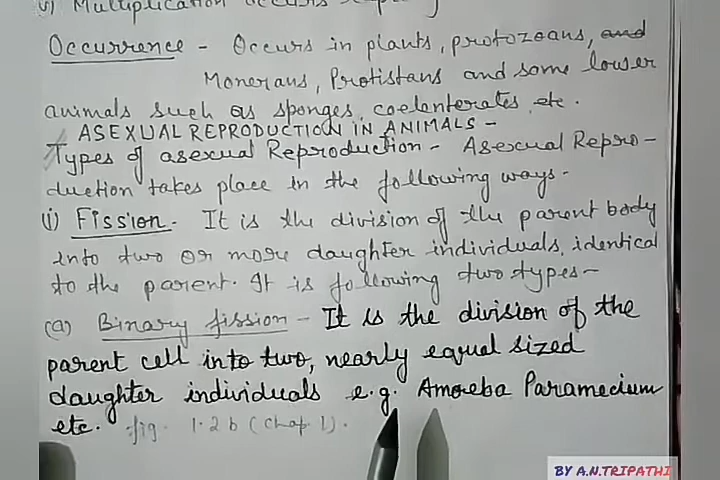 v) Multiplication occurs
Occurrence - Occurs in plants, protozoans, and
Monerans, Protistans and some lower
animals such as sponges, coelenterates, etc.
ASEXUAL REPRODUCTION IN ANIMALS -
Types of asexual Reproduction - Asexual Repro-
duction takes place in the following ways -
(i) Fission - It is the division of the parent body
into two or more daughter individuals, identical
to the parent. It is following two types -
(a) Binary fission - It is the division of the
parent cell into two, nearly equal sized
daughter individuals e.g. Amoeba Paramecium
etc. fig. 1.2 b (Chap. 1).
BY A.N.TRIPATHI